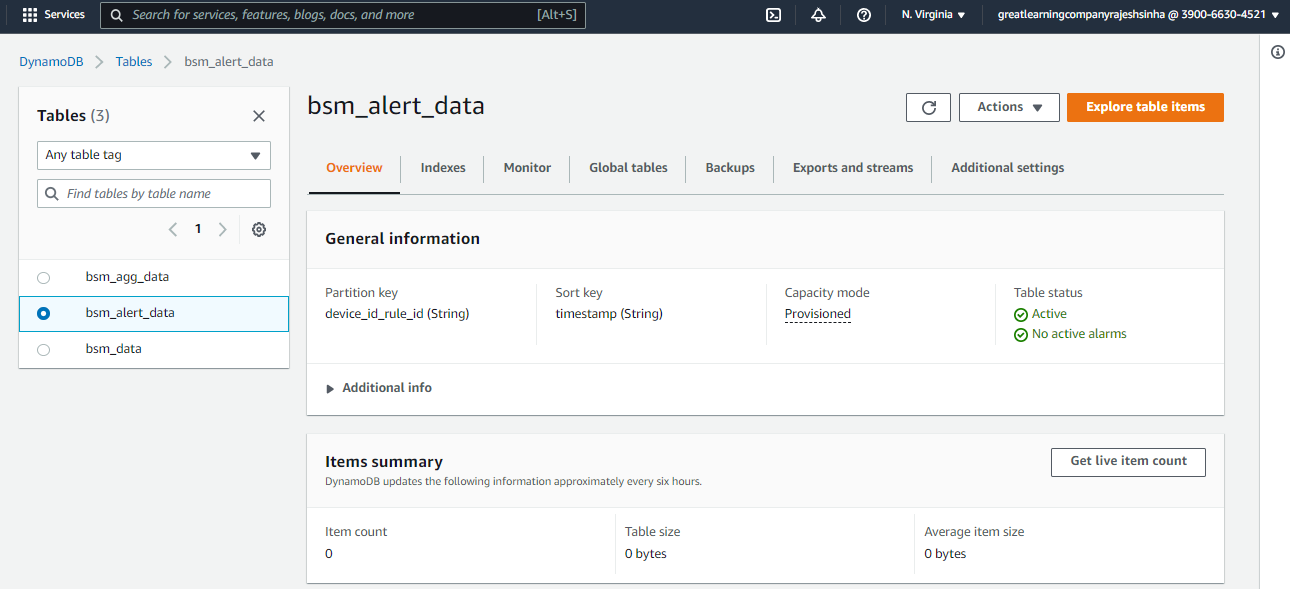 Services
Search for services, features, blogs, docs, and more [Alt+S]
N. Virginia
greatlearningcompanyrajeshsinha @ 3900-6630-4521
DynamoDB
Tables
bsm_alert_data
Tables (3)
Any table tag
Find tables by table name
1
bsm_agg_data
bsm_alert_data
bsm_data
bsm_alert_data
Actions
Explore table items
Overview
Indexes
Monitor
Global tables
Backups
Exports and streams
Additional settings
General information
Partition key
device_id_rule_id (String)
Sort key
timestamp (String)
Capacity mode
Provisioned
Table status
Active
No active alarms
Additional info
Items summary
DynamoDB updates the following information approximately every six hours.
Get live item count
Item count
0
Table size
0 bytes
Average item size
0 bytes